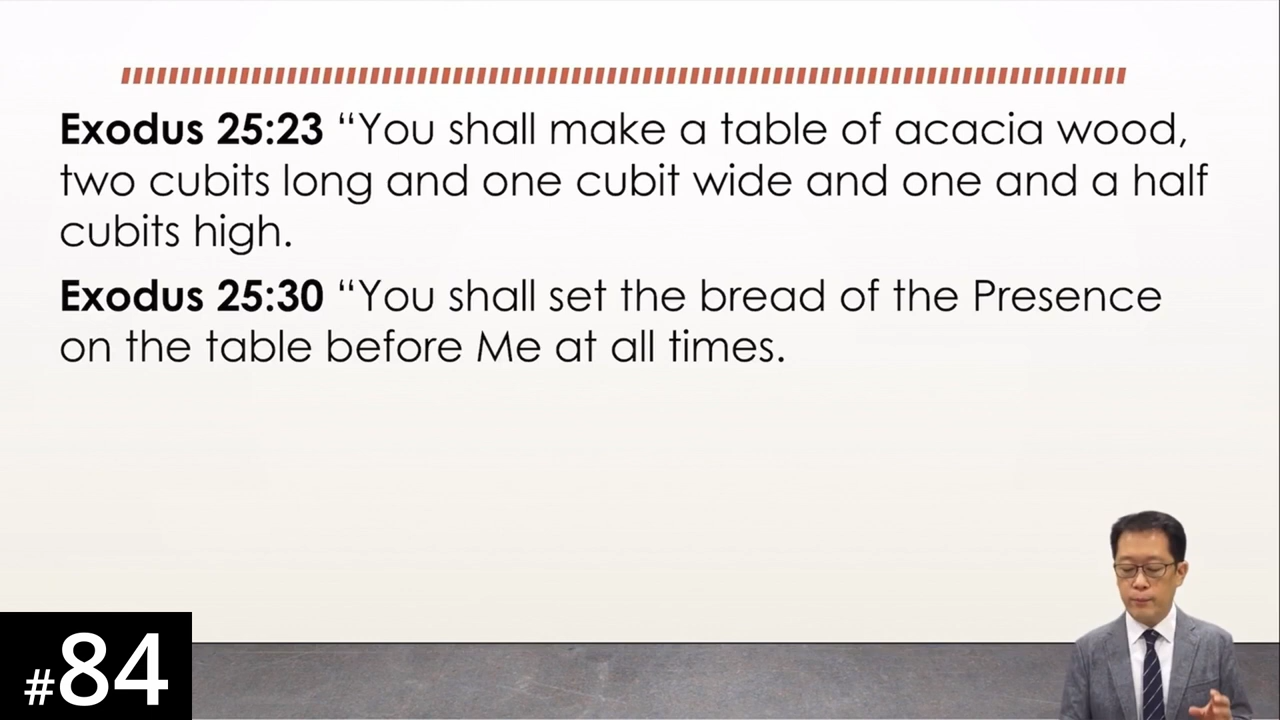 Exodus 25:23 “You shall make a table of acacia wood,
two cubits long and one cubit wide and one and a half
cubits high.
Exodus 25:30 “You shall set the bread of the Presence
on the table before Me at all times.
#84